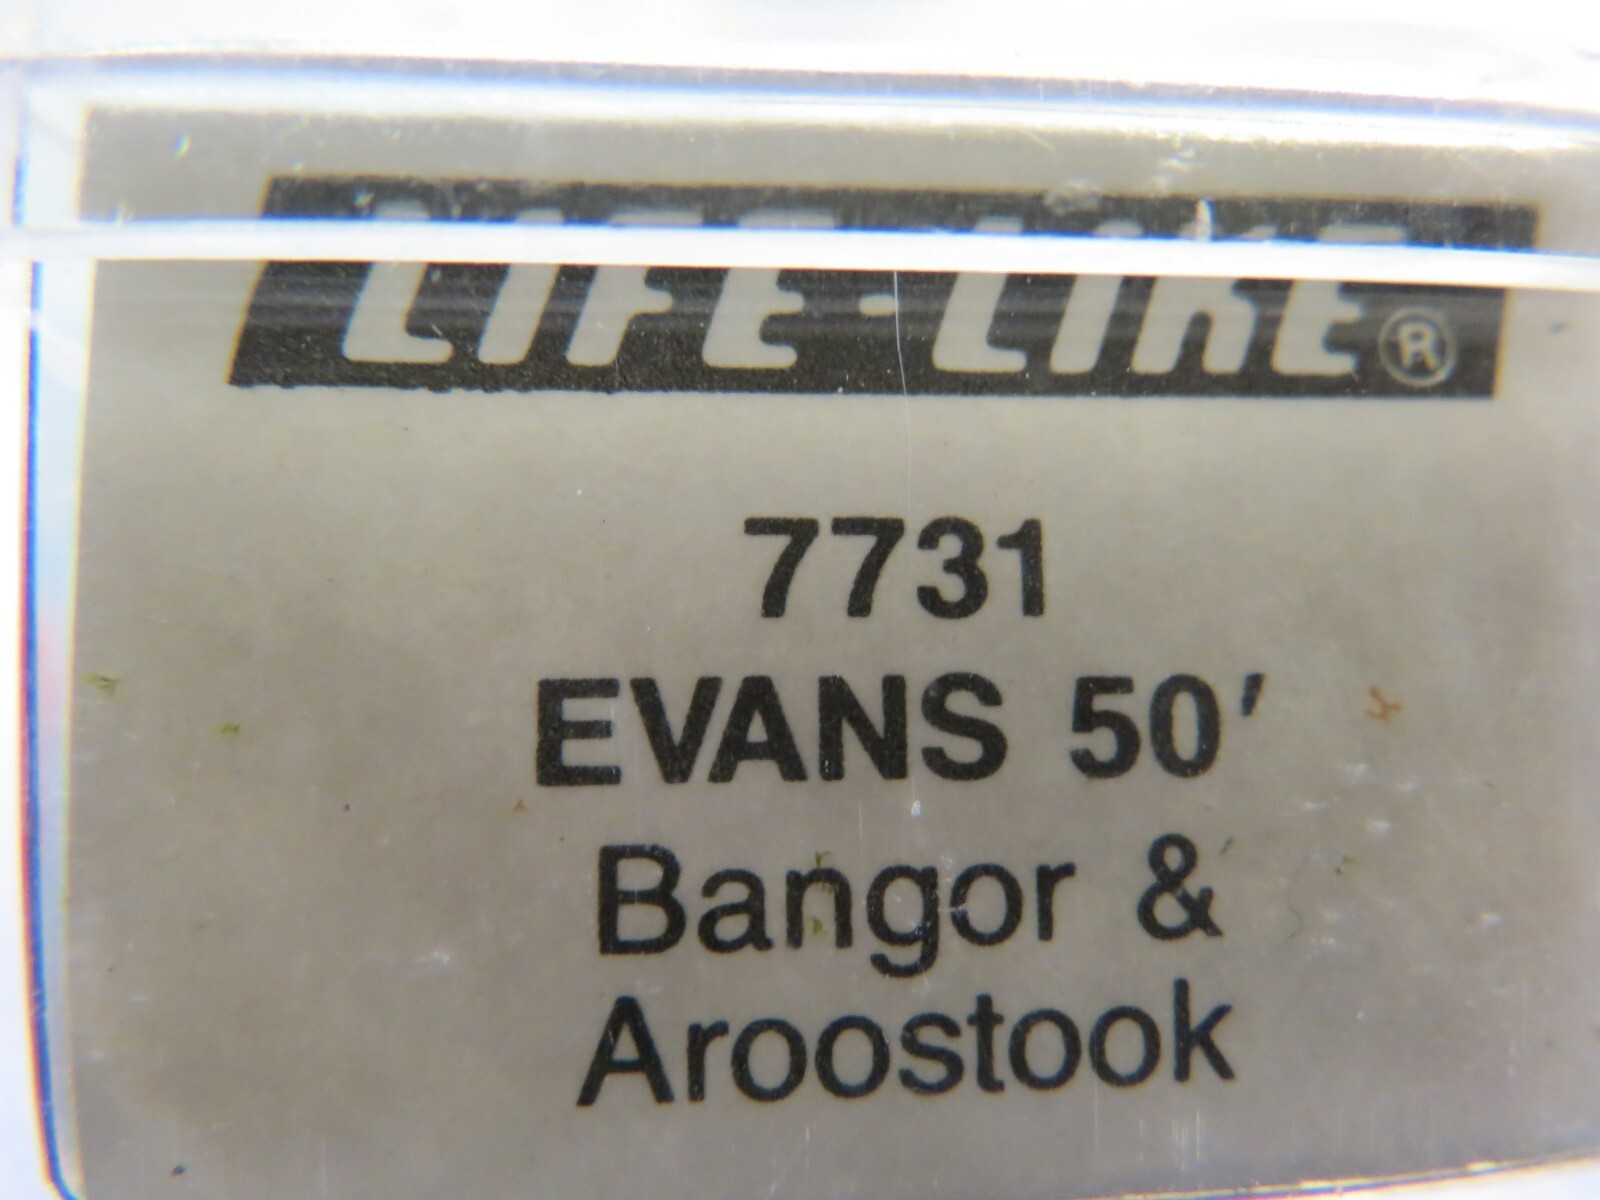 LIFE-LIKE®
7731
EVANS 50'
Bangor &
Aroostook